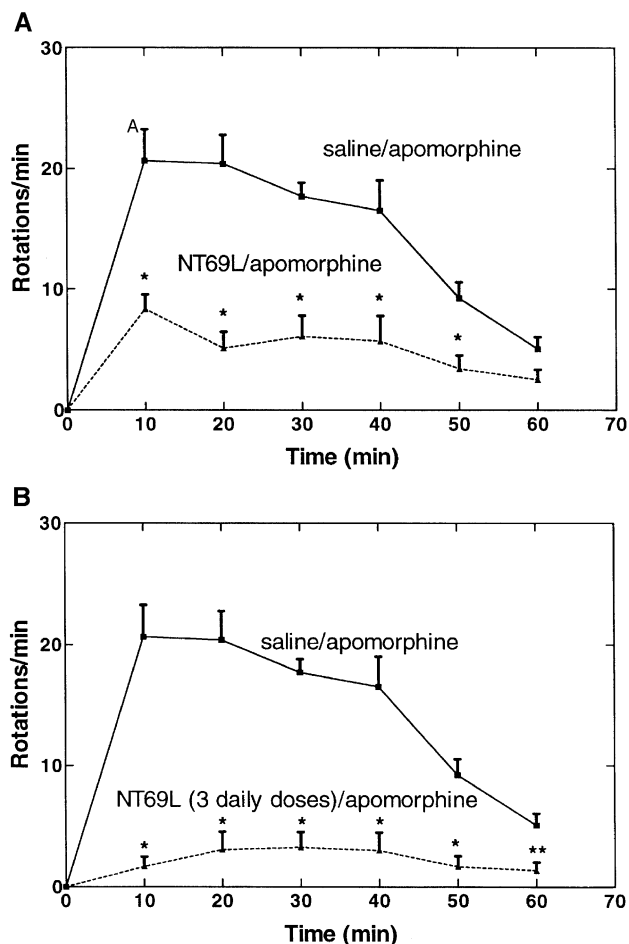 A
30
A
saline/apomorphine
20
Rotations/min
NT69L/apomorphine
*
* * *
10
*
0
0 10 20 30 40 50 60 70
Time (min)
B
30
20
saline/apomorphine
Rotations/min
10
NT69L (3 daily doses)/apomorphine
* * *
* * **
0
0 10 20 30 40 50 60 70
Time (min)